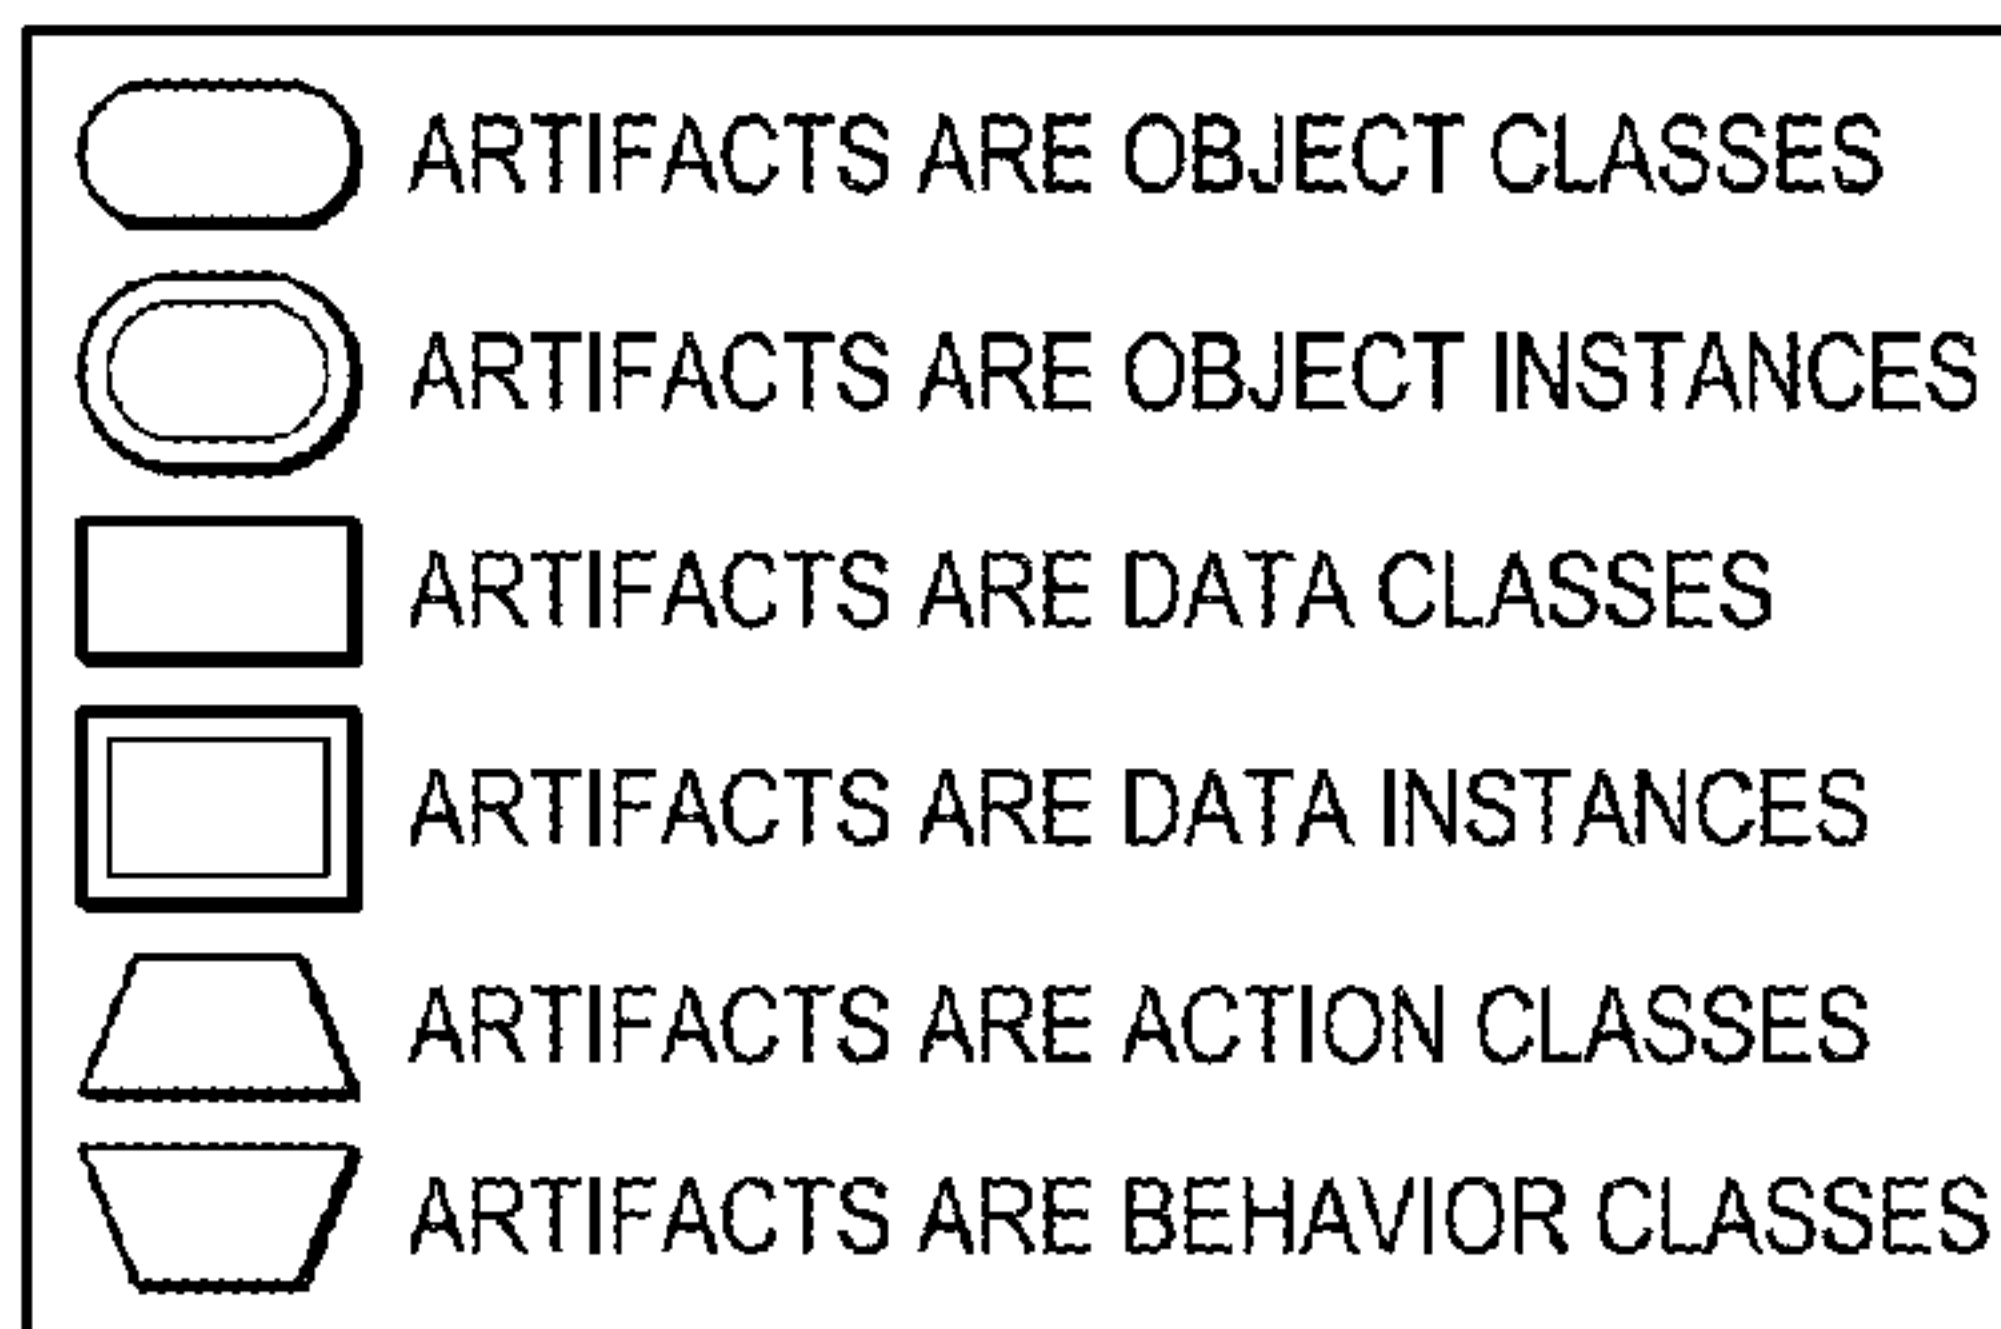 ARTIFACTS ARE OBJECT CLASSES
ARTIFACTS ARE OBJECT INSTANCES
ARTIFACTS ARE DATA CLASSES
ARTIFACTS ARE DATA INSTANCES
ARTIFACTS ARE ACTION CLASSES
ARTIFACTS ARE BEHAVIOR CLASSES